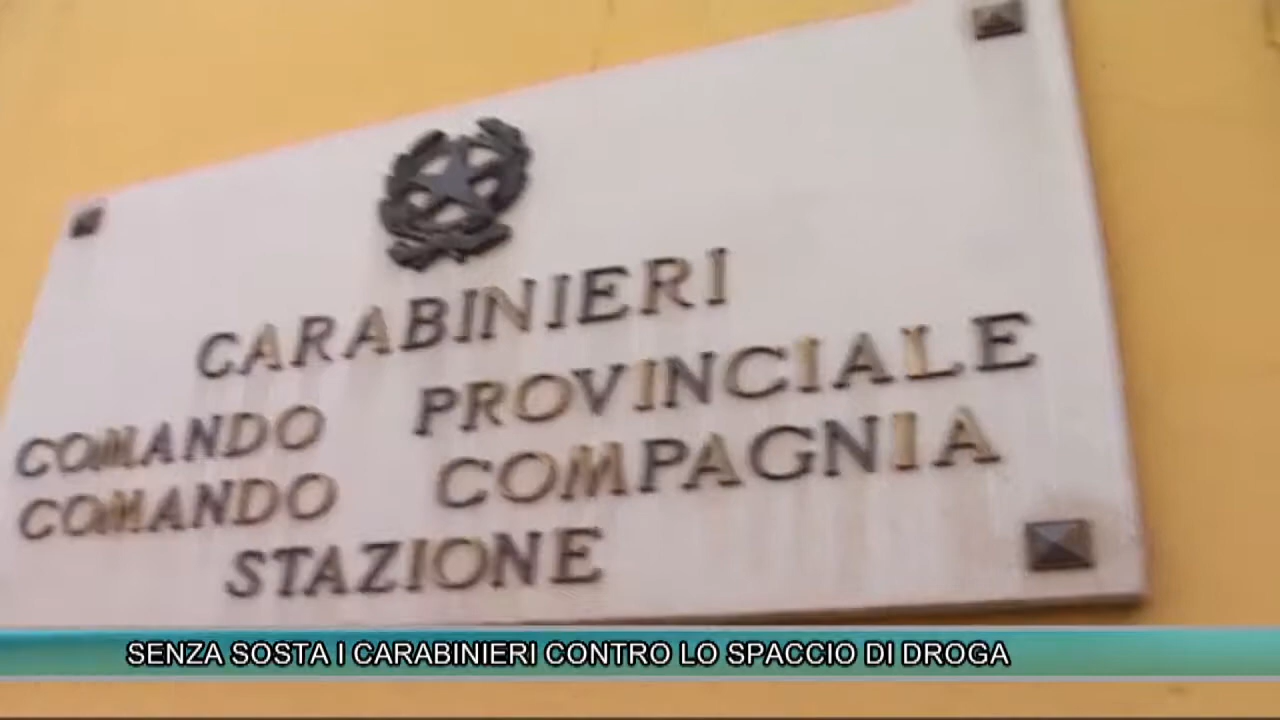 CARABINIERI
COMANDO PROVINCIALE
COMANDO COMPAGNIA
STAZIONE
SENZA SOSTA I CARABINIERI CONTRO LO SPACCIO DI DROGA